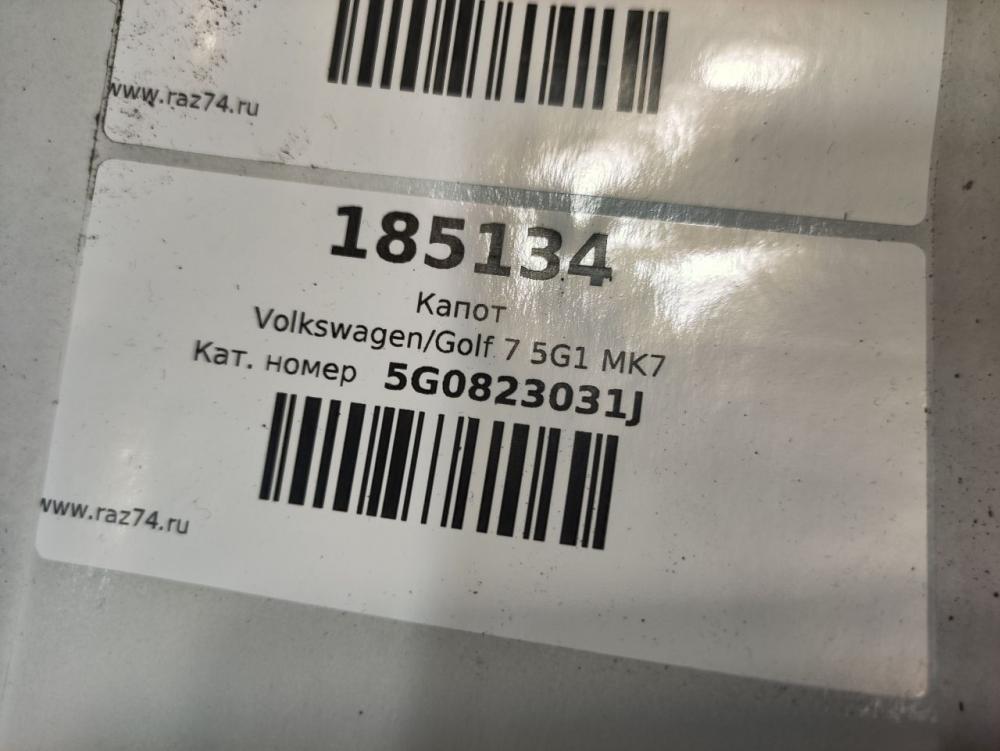 www.raz74.ru
185134
Капот
Volkswagen/Golf 7 5G1 MK7
Кат. номер 5G0823031J
www.raz74.ru